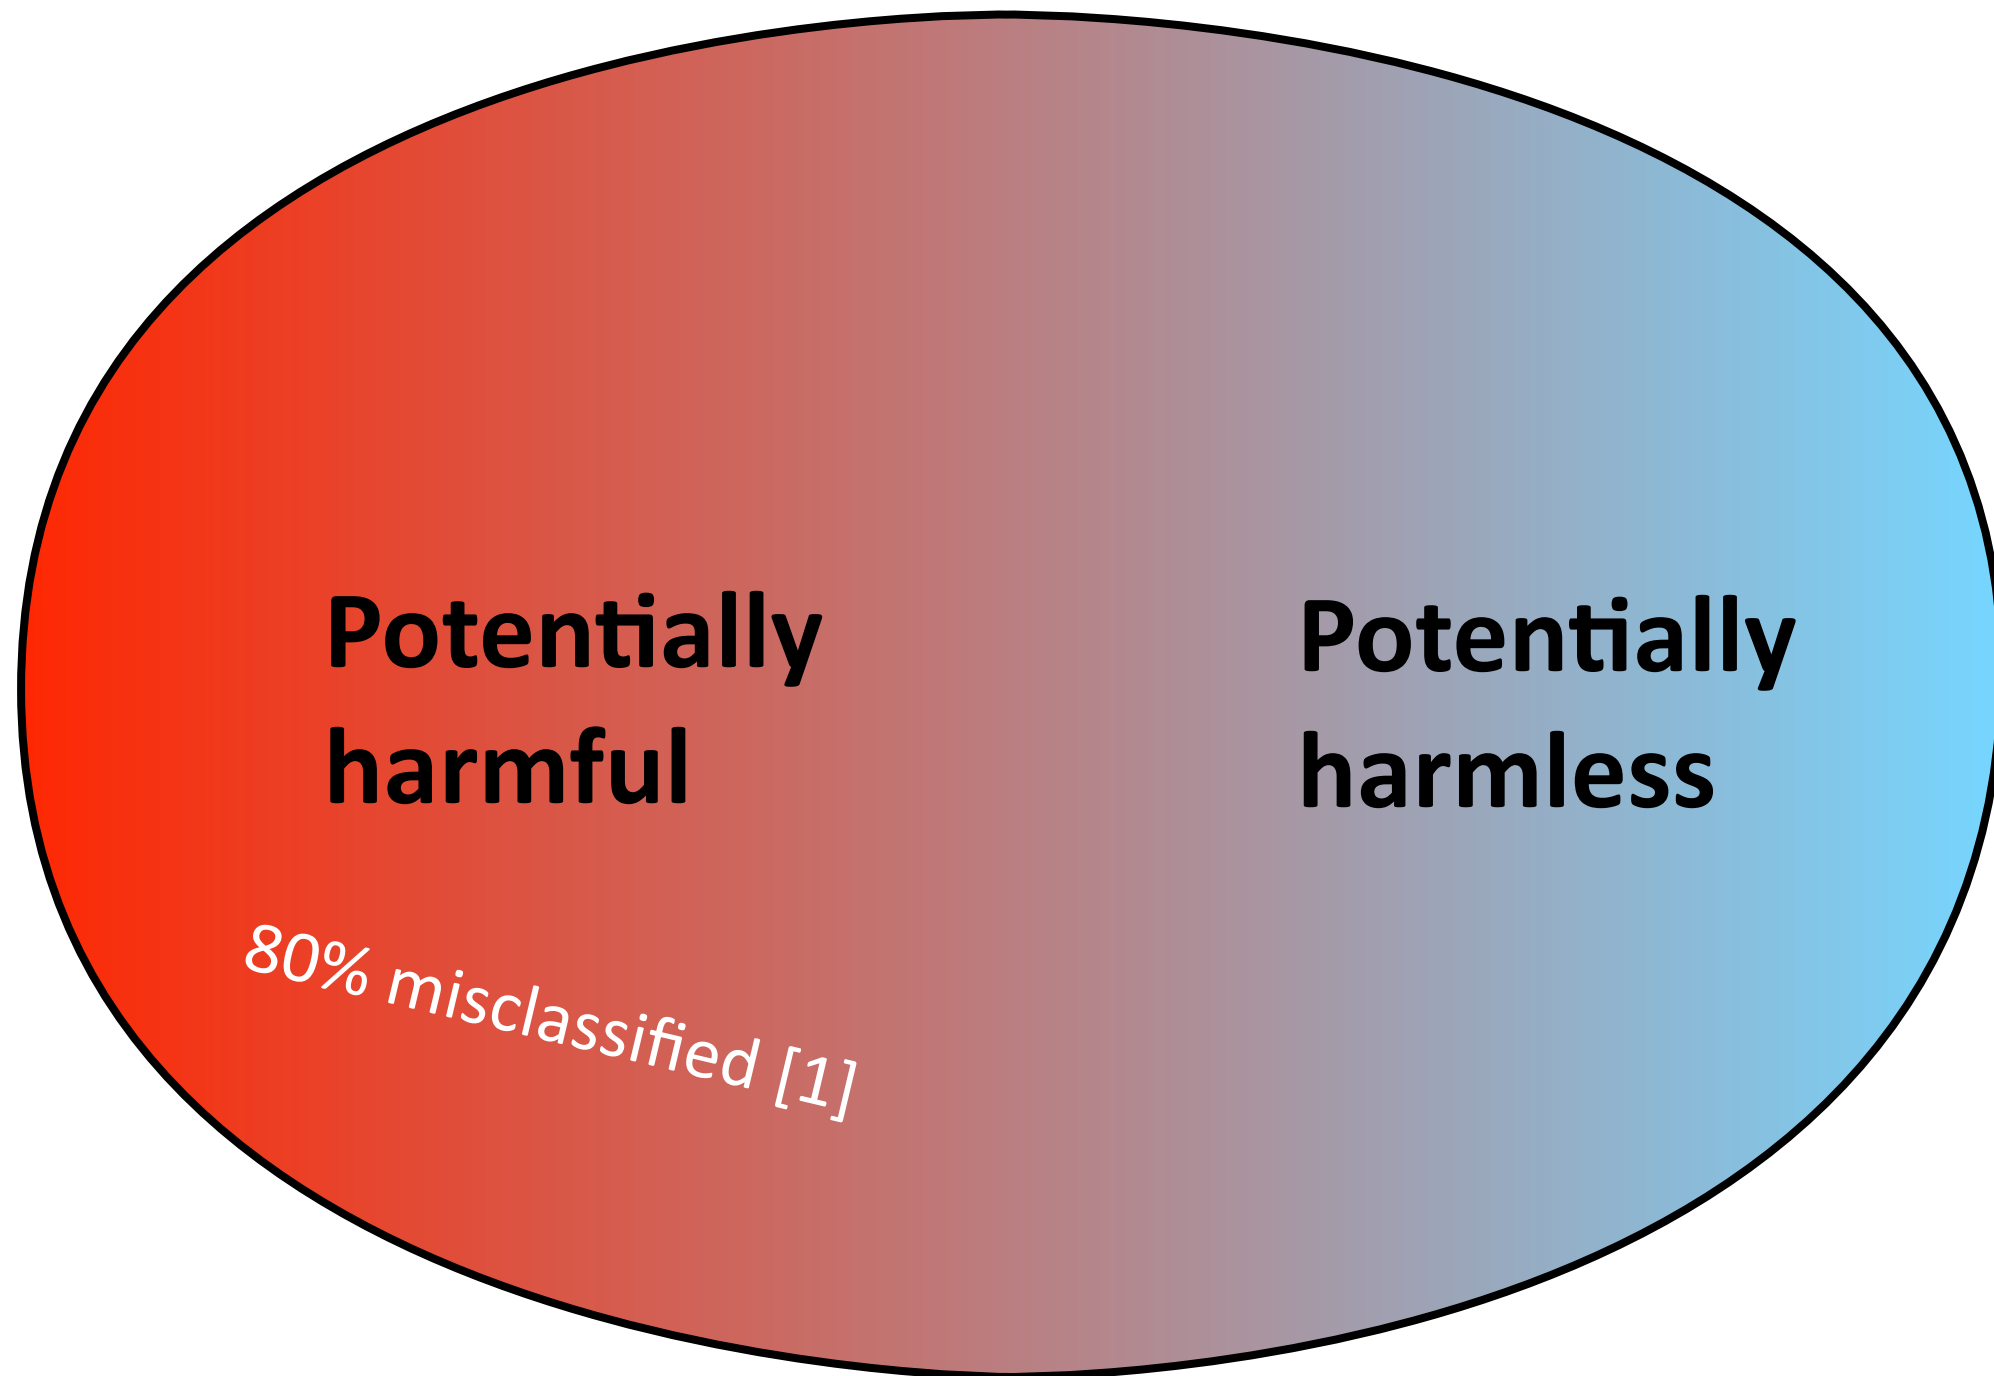 Potentially
harmful
Potentially
harmless
80% misclassified [1]